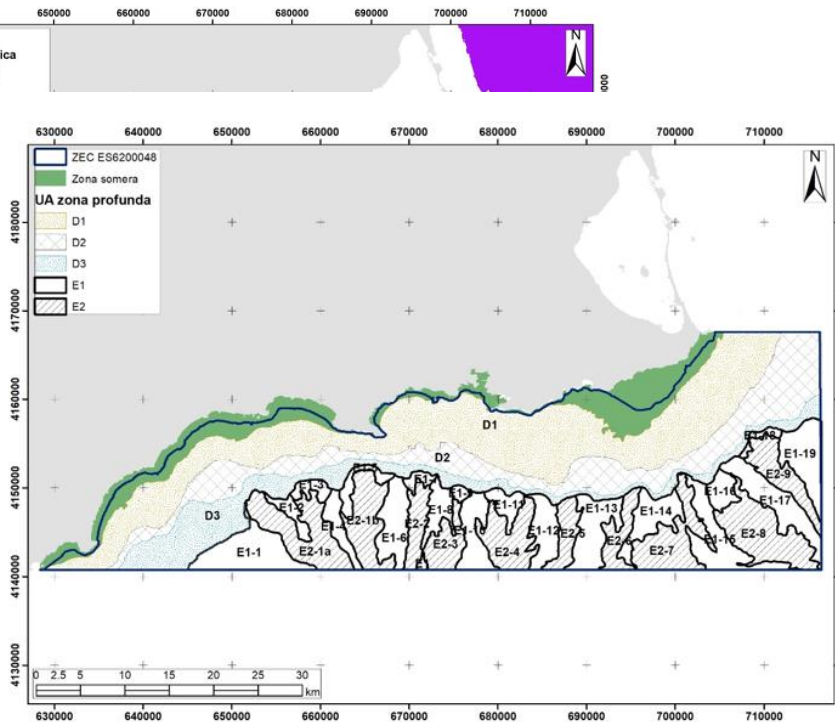 650000 660000 670000 680000 690000 700000 710000
ica
N
630000 640000 650000 660000 670000 680000 690000 700000 710000
ZEC ES6200048
Zona somera
UA zona profunda
D1
D2
D3
E1
E2
N
4180000
4170000
4160000
4150000
4140000
4130000
D1
D2
D3
E1-19
E2-9
E1-17
E1-16
E2-8
E1-15
E1-14
E2-7
E1-13
E2-6
E2-5
E1-12
E1-11
E2-4
E1-8
E2-3
E2-2
E1-6
E2-1b
E1-3
E1-2
E2-1a
E1-1
0 2.5 5 10 15 20 25 30
km
630000 640000 650000 660000 670000 680000 690000 700000 710000